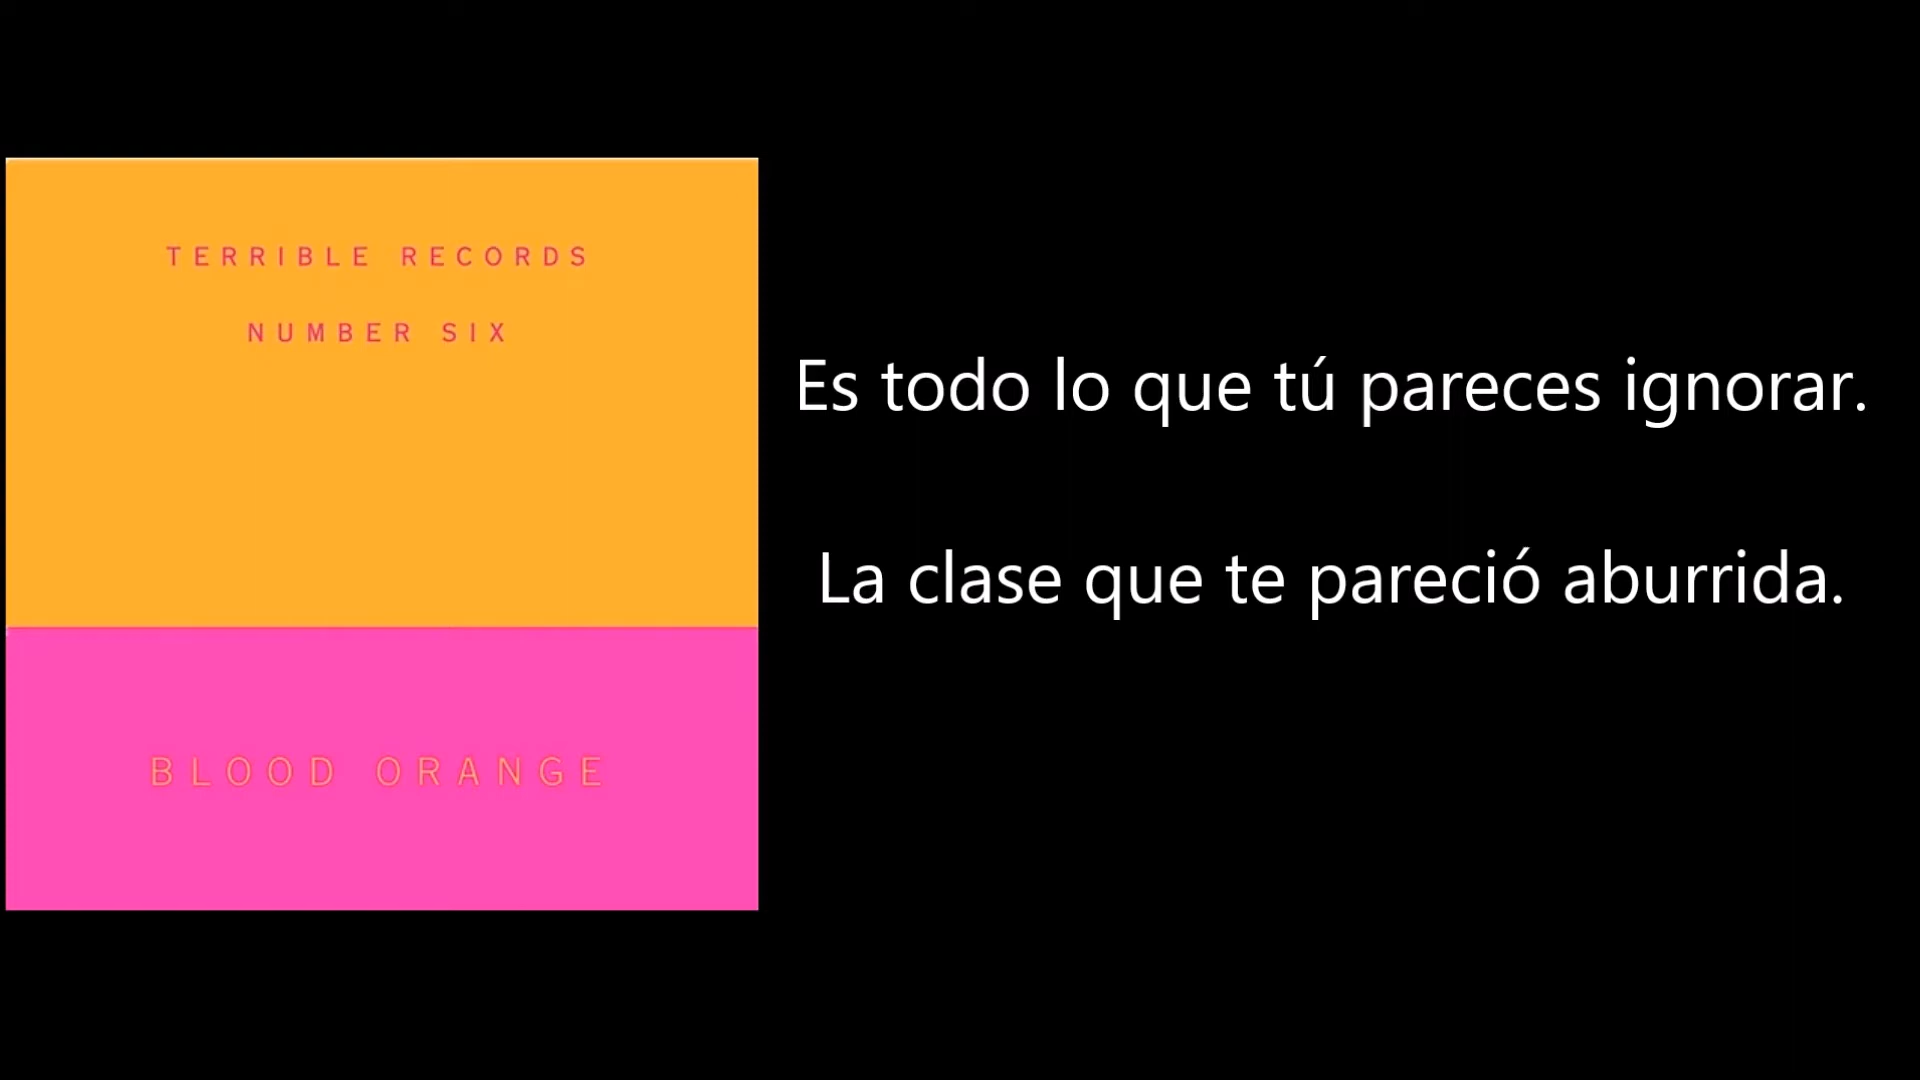 TERRIBLE RECORDS
NUMBER SIX
BLOOD ORANGE
Es todo lo que tú pareces ignorar.
La clase que te pareció aburrida.